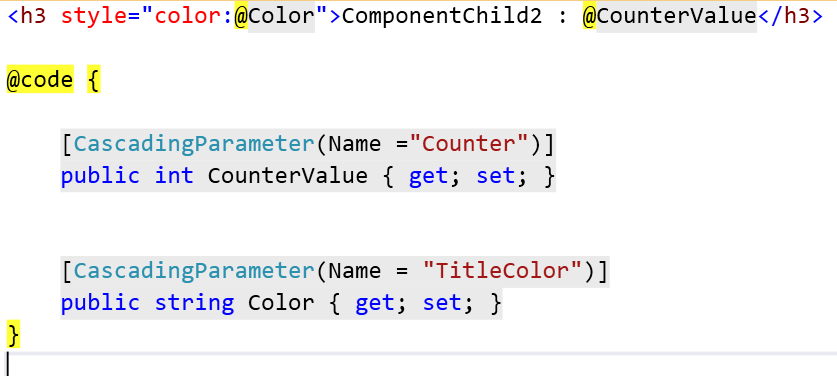 <h3 style="color:@Color">ComponentChild2 : @CounterValue</h3>
@code {
[CascadingParameter(Name ="Counter")]
public int CounterValue { get; set; }
[CascadingParameter(Name = "TitleColor")]
public string Color { get; set; }
}